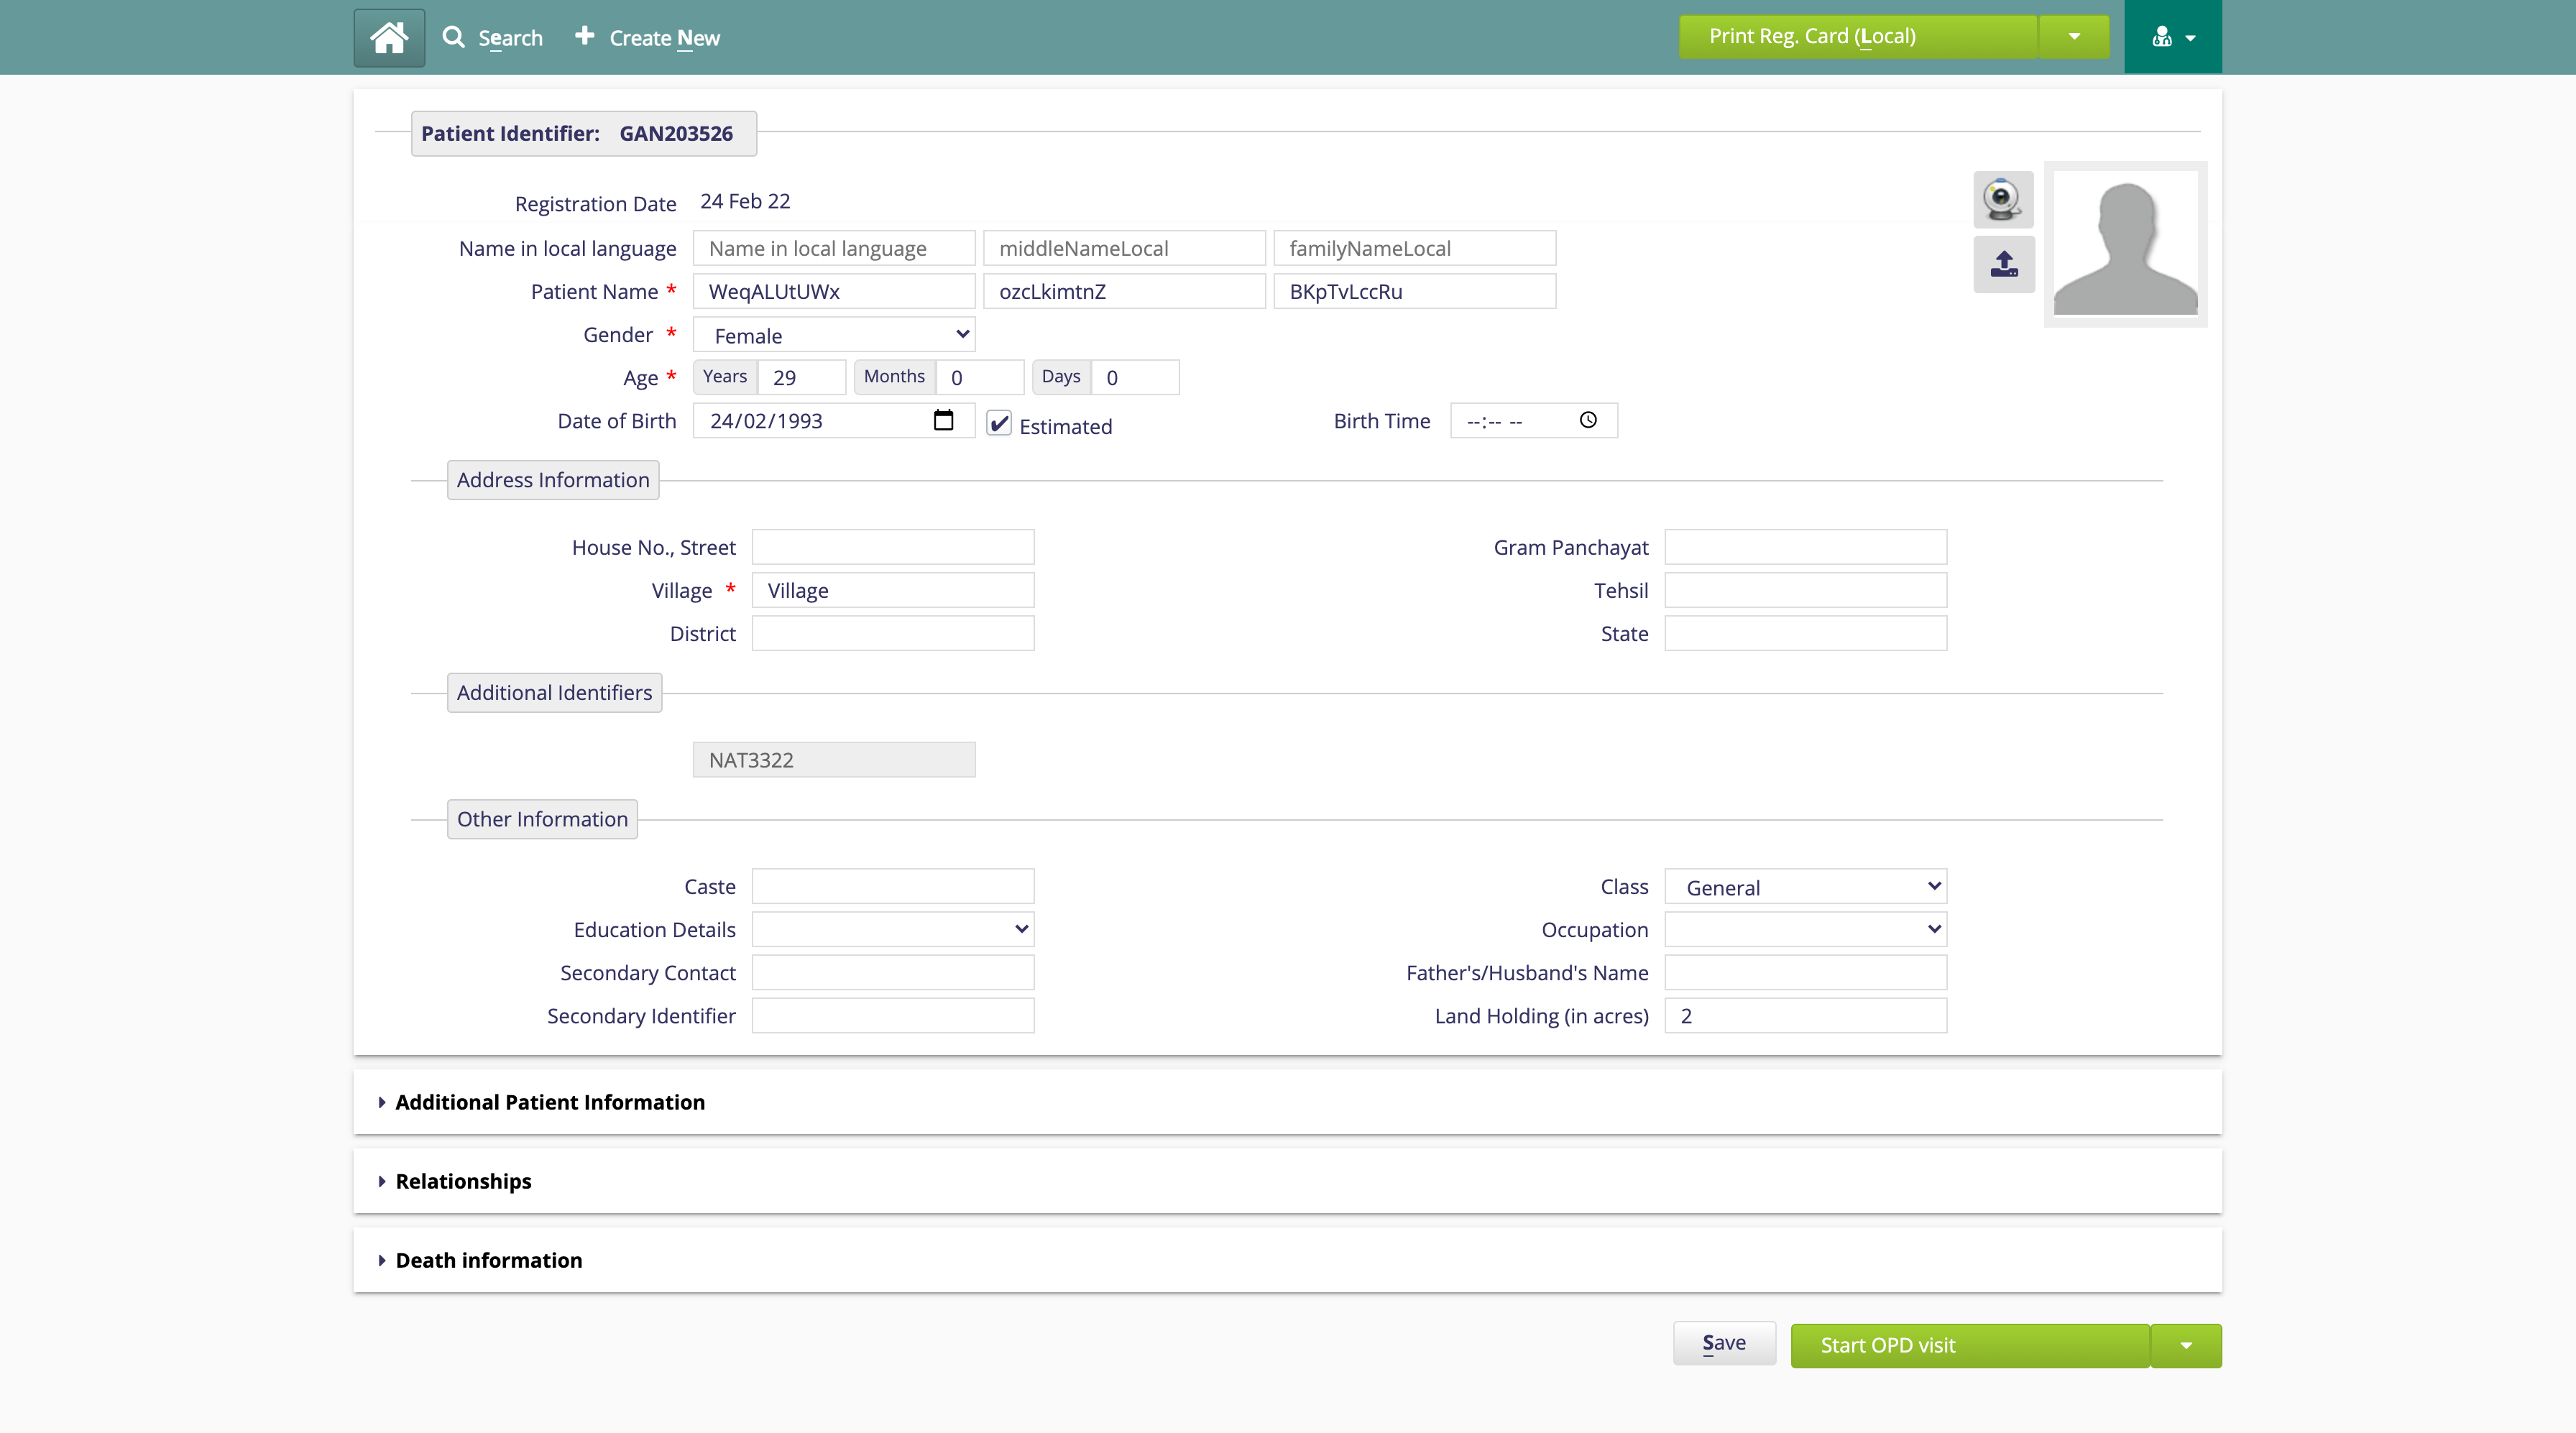 Search Create New Print Reg. Card (Local)
Patient Identifier: GAN203526
Registration Date 24 Feb 22
Name in local language Name in local language middleNameLocal familyNameLocal
Patient Name * WeqALUtUWx ozcLkimtnZ BKpTvLccRu
Gender * Female
Age * Years 29 Months 0 Days 0
Date of Birth 24/02/1993 Estimated Birth Time --:-- --
Address Information
House No., Street Gram Panchayat
Village * Village Tehsil
District State
Additional Identifiers
NAT3322
Other Information
Caste Class General
Education Details Occupation
Secondary Contact Father's/Husband's Name
Secondary Identifier Land Holding (in acres) 2
Additional Patient Information
Relationships
Death information
Save Start OPD visit